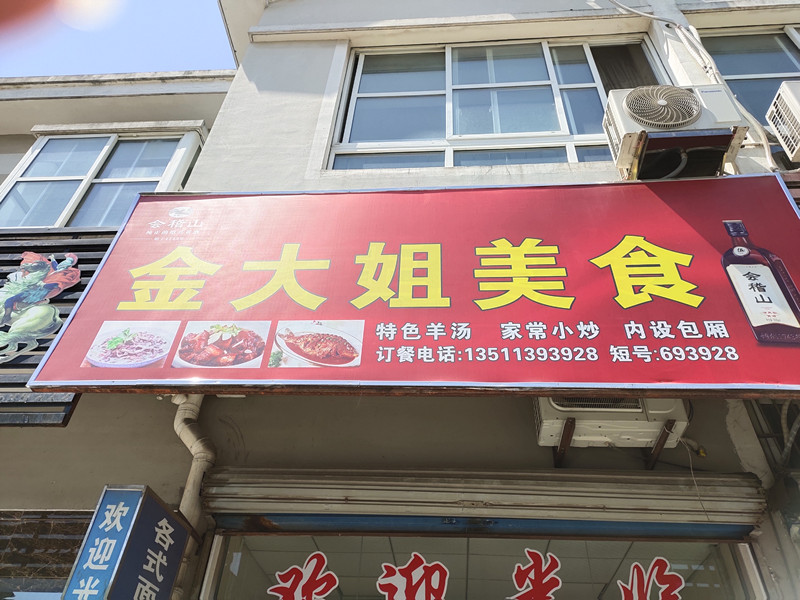 会稽山
金大姐美食
会稽山
特色羊汤 家常小炒 内设包厢
订餐电话:13511393928 短号:693928
欢迎
各式面
欢迎光临